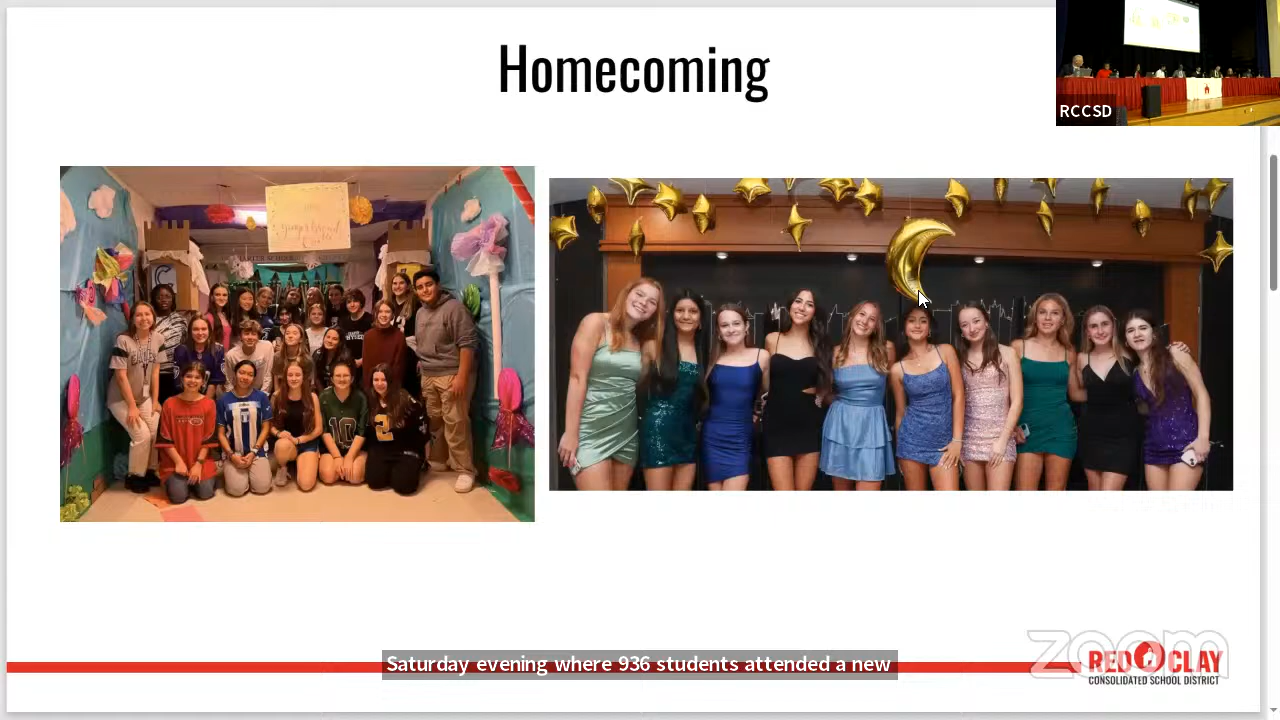 Homecoming
RCCSD
Saturday evening where 936 students attended a new
zoom
RED CLAY
CONSOLIDATED SCHOOL DISTRICT